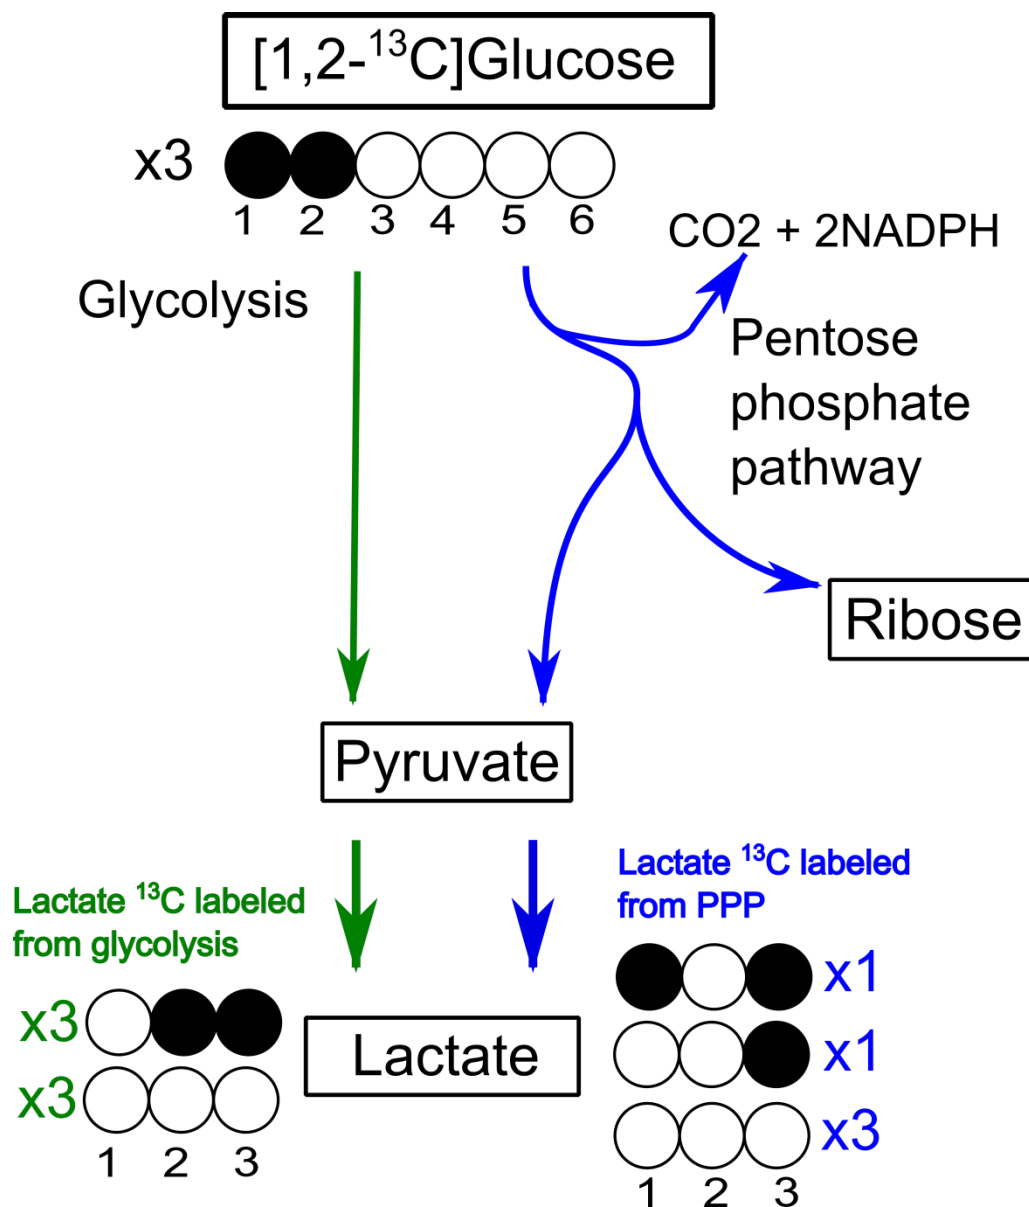 [1,2-¹³C]Glucose
x3
1 2 3 4 5 6
CO2 + 2NADPH
Glycolysis
Pentose
phosphate
pathway
Ribose
Pyruvate
Lactate ¹³C labeled
from glycolysis
Lactate ¹³C labeled
from PPP
x3
x3
1 2 3
Lactate
x1
x1
x3
1 2 3